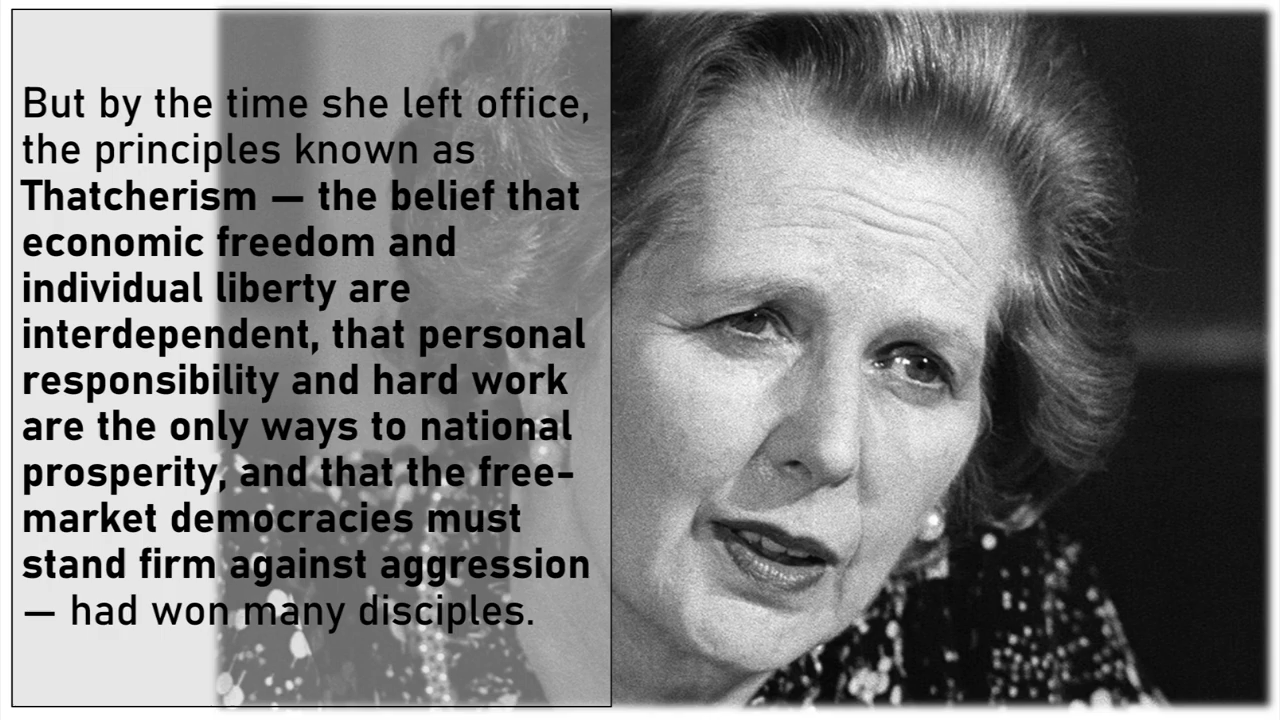 But by the time she left office,
the principles known as
Thatcherism — the belief that
economic freedom and
individual liberty are
interdependent, that personal
responsibility and hard work
are the only ways to national
prosperity, and that the free-
market democracies must
stand firm against aggression
— had won many disciples.